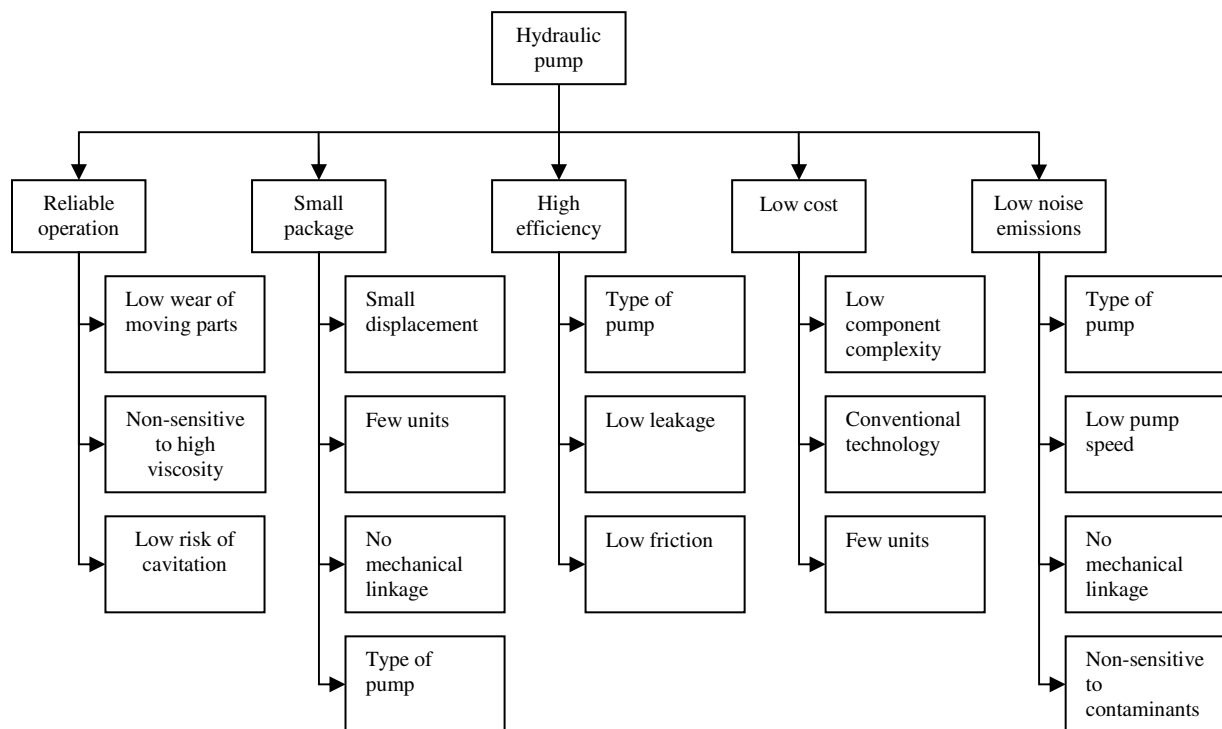 Hydraulic
pump
Reliable
operation
Small
package
High
efficiency
Low cost
Low noise
emissions
Low wear of
moving parts
Non-sensitive
to high
viscosity
Low risk of
cavitation
Small
displacement
Few units
No
mechanical
linkage
Type of
pump
Type of
pump
Low leakage
Low friction
Low
component
complexity
Conventional
technology
Few units
Type of
pump
Low pump
speed
No
mechanical
linkage
Non-sensitive
to
contaminants